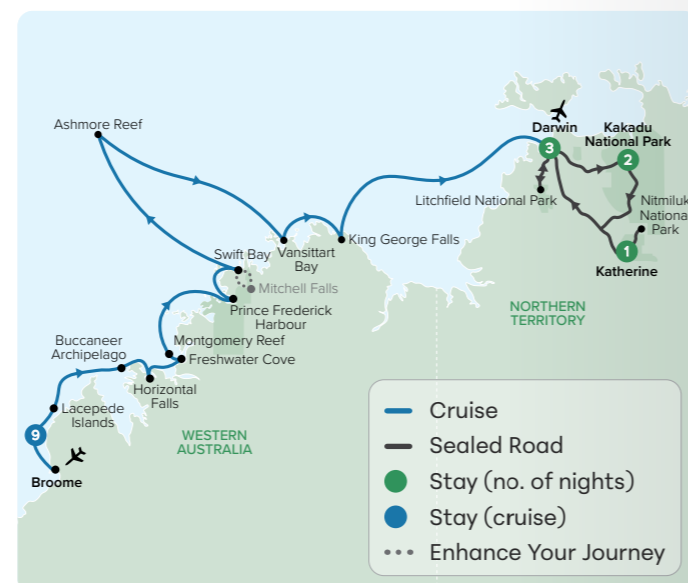 Ashmore Reef
Darwin
3
Kakadu
National Park
2
Litchfield National Park
Nitmiluk
National
Park
1
Katherine
Swift Bay
Vansittart
Bay
King George Falls
Mitchell Falls
Prince Frederick
Harbour
NORTHERN
TERRITORY
Buccaneer
Archipelago
Montgomery Reef
Freshwater Cove
Horizontal
Falls
Lacepede
Islands
9
WESTERN
AUSTRALIA
Broome
Cruise
Sealed Road
Stay (no. of nights)
Stay (cruise)
Enhance Your Journey